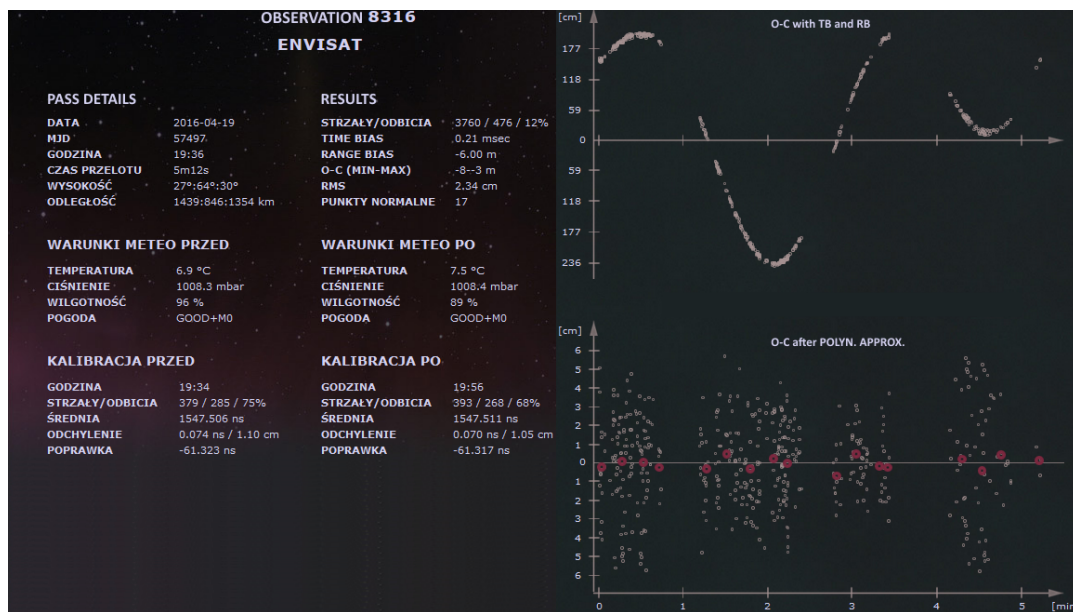 OBSERVATION 8316
ENVISAT
PASS DETAILS
DATA 2016-04-19
MJD 57497
GODZINA 19:36
CZAS PRZELOTU 5m12s
WYSOKOŚĆ 27°:64°:30°
ODLEGŁOŚĆ 1439:846:1354 km
RESULTS
STRZAŁY/ODBICIA 3760 / 476 / 12%
TIME BIAS 0.21 msec
RANGE BIAS -6.00 m
O-C (MIN-MAX) -8--3 m
RMS 2.34 cm
PUNKTY NORMALNE 17
WARUNKI METEO PRZED
TEMPERATURA 6.9 °C
CIŚNIENIE 1008.3 mbar
WILGOTNOŚĆ 96 %
POGODA GOOD+M0
WARUNKI METEO PO
TEMPERATURA 7.5 °C
CIŚNIENIE 1008.4 mbar
WILGOTNOŚĆ 89 %
POGODA GOOD+M0
KALIBRACJA PRZED
GODZINA 19:34
STRZAŁY/ODBICIA 379 / 285 / 75%
ŚREDNIA 1547.506 ns
ODCHYLENIE 0.074 ns / 1.10 cm
POPRAWKA -61.323 ns
KALIBRACJA PO
GODZINA 19:56
STRZAŁY/ODBICIA 393 / 268 / 68%
ŚREDNIA 1547.511 ns
ODCHYLENIE 0.070 ns / 1.05 cm
POPRAWKA -61.317 ns
[cm]
O-C with TB and RB
177
118
59
0
59
118
177
236
[cm]
O-C after POLYN. APPROX.
6
5
4
3
2
1
0
1
2
3
4
5
6
0 1 2 3 4 5 [min